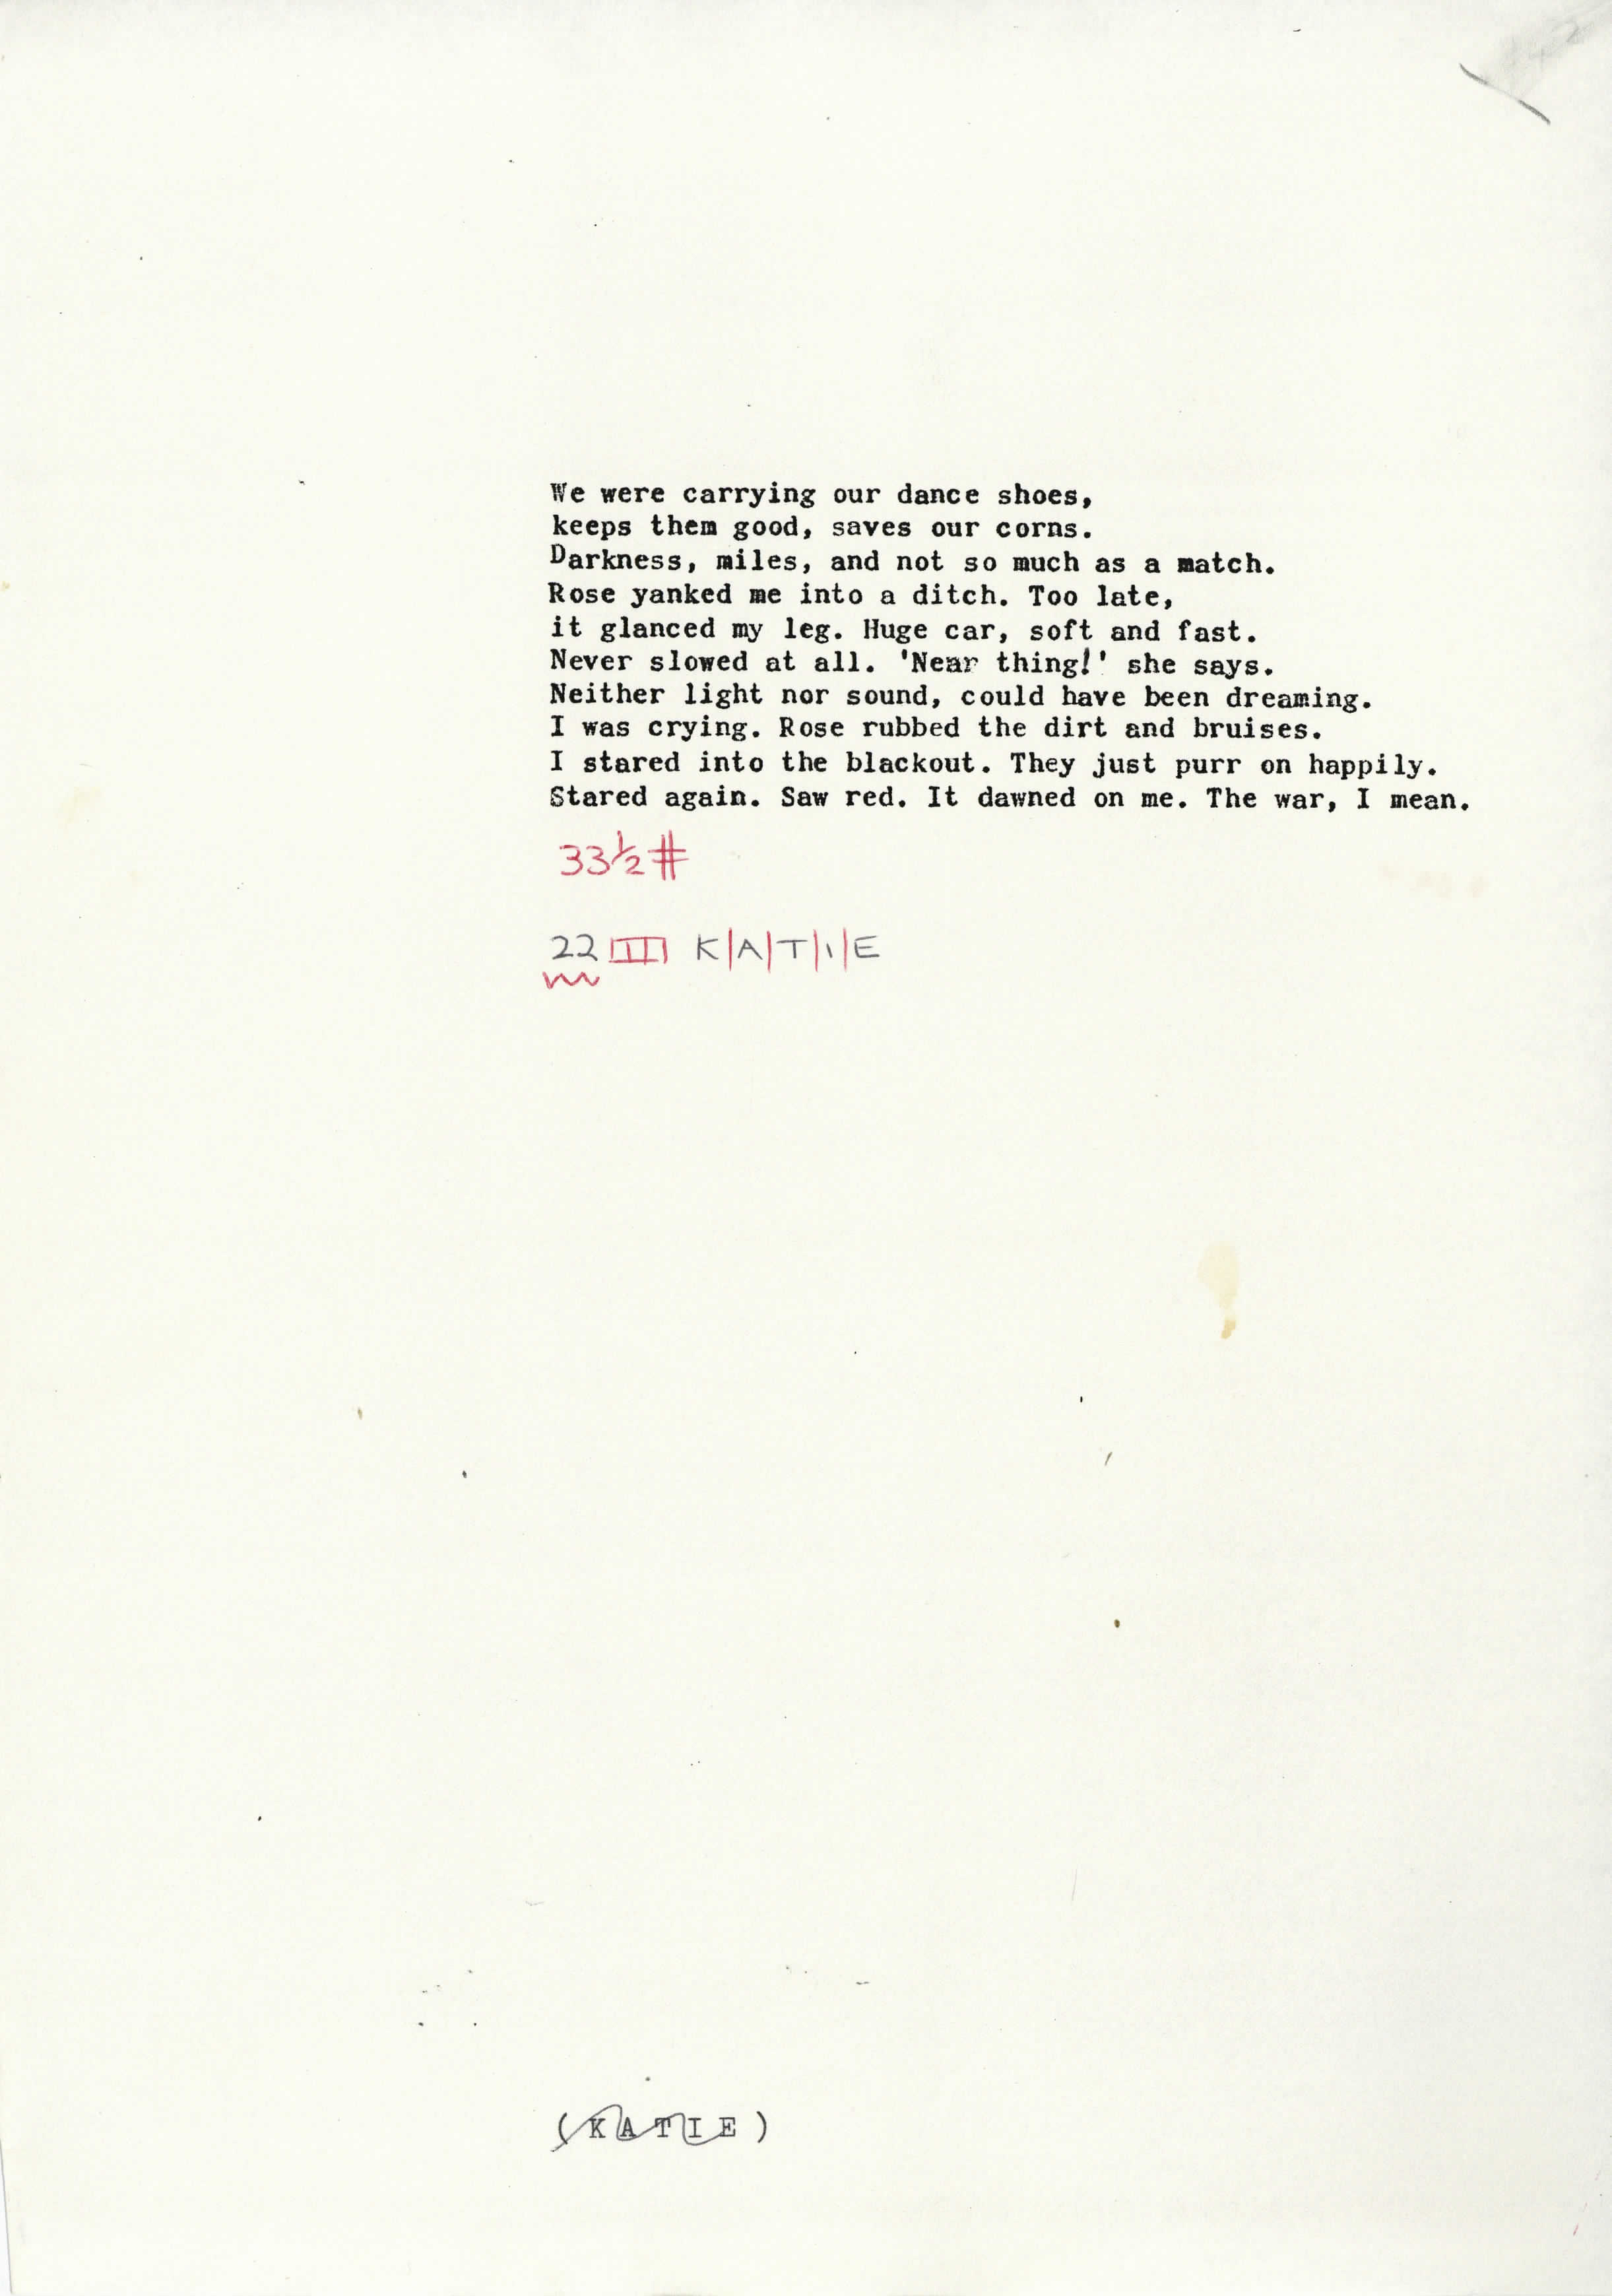 We were carrying our dance shoes,
keeps them good, saves our corns.
Darkness, miles, and not so much as a match.
Rose yanked me into a ditch. Too late,
it glanced my leg. Huge car, soft and fast.
Never slowed at all. 'Near thing!' she says.
Neither light nor sound, could have been dreaming.
I was crying. Rose rubbed the dirt and bruises.
I stared into the blackout. They just purr on happily.
Stared again. Saw red. It dawned on me. The war, I mean.
33½#
22 K|A|T|I|E
(KATIE)